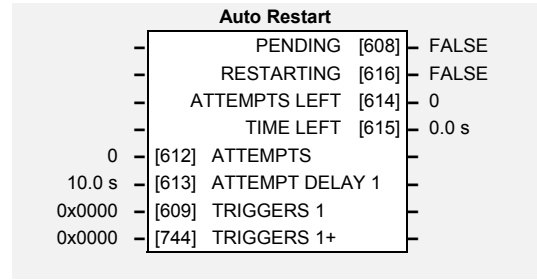 Auto Restart
PENDING [608] – FALSE
RESTARTING [616] – FALSE
ATTEMPTS LEFT [614] – 0
TIME LEFT [615] – 0.0 s
0 – [612] ATTEMPTS
10.0 s – [613] ATTEMPT DELAY 1
0x0000 – [609] TRIGGERS 1
0x0000 – [744] TRIGGERS 1+